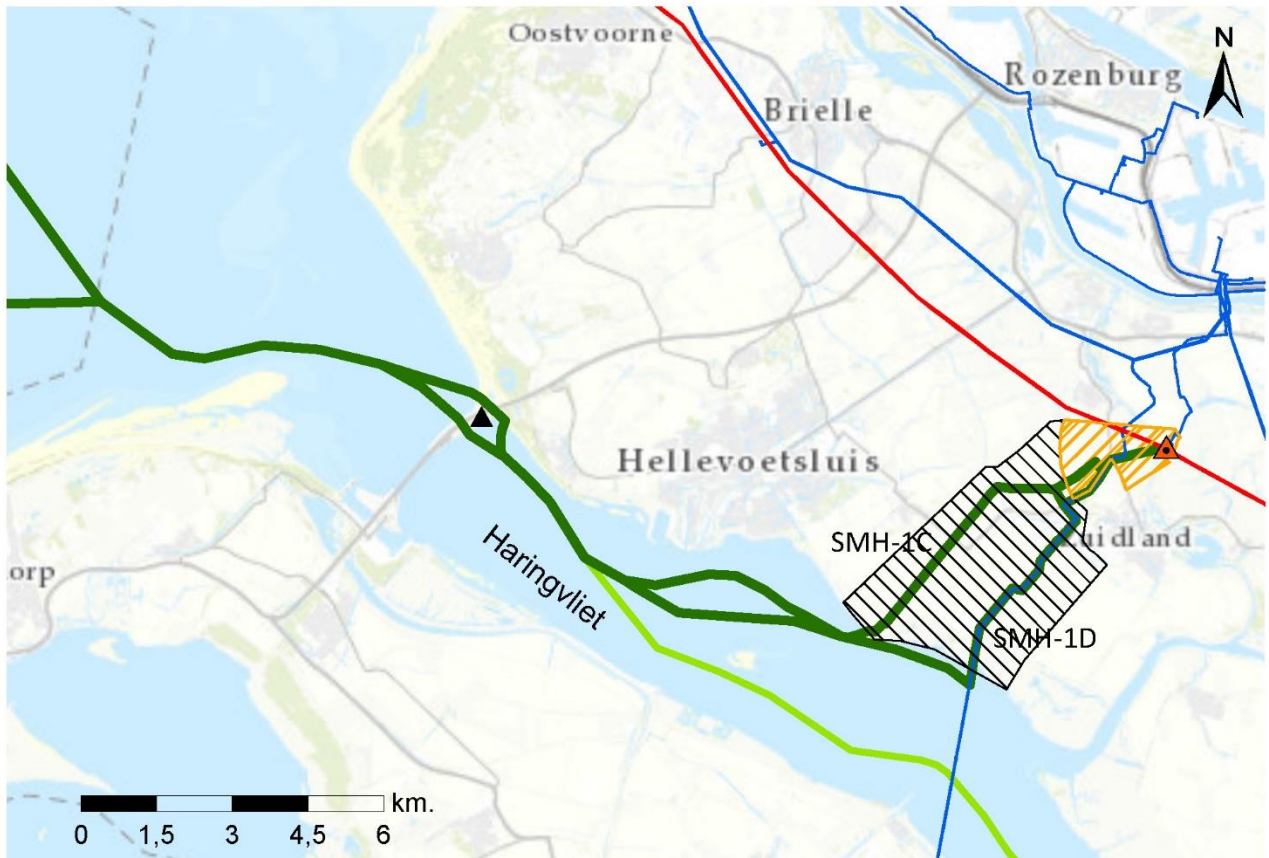 Oostvoorne
N
Rozenburg
Brielle
Hellevoetsluis
SMH-1C
uidland
Haringvliet
orp
SMH-1D
km.
0 1,5 3 4,5 6